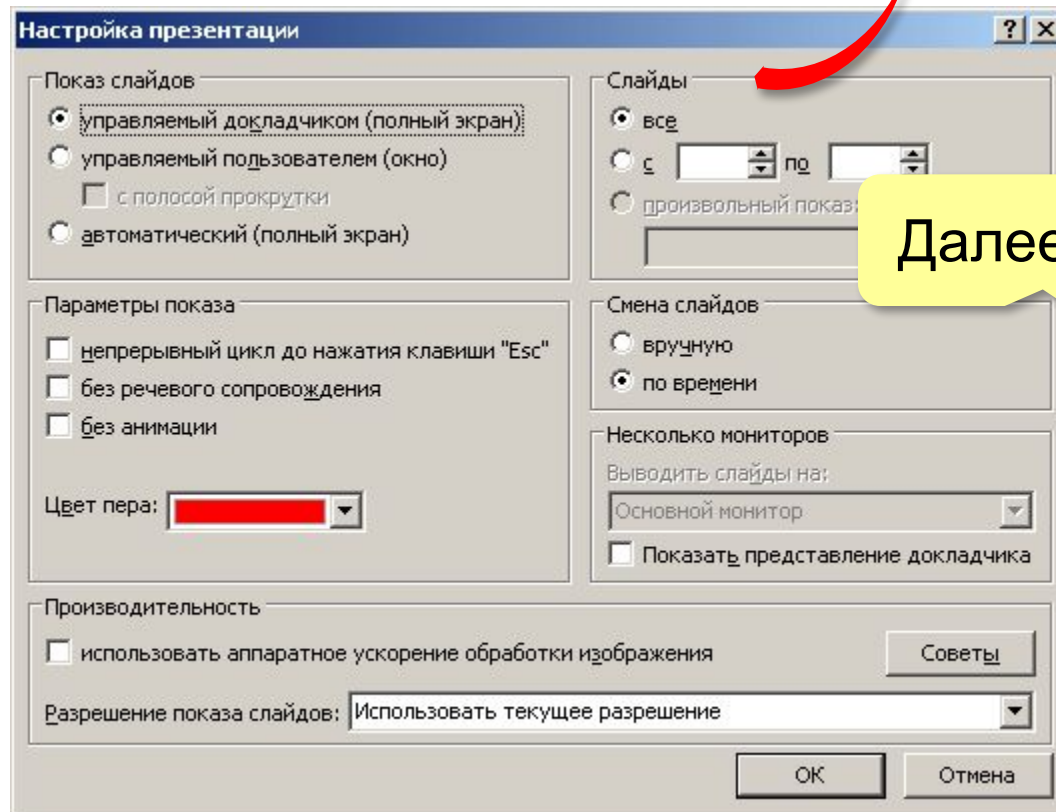 Настройка презентации
Показ слайдов
управляемый докладчиком (полный экран)
управляемый пользователем (окно)
с полосой прокрутки
автоматический (полный экран)
Слайды
все
с по
произвольный показ:
Далее
Параметры показа
непрерывный цикл до нажатия клавиши "Esc"
без речевого сопровождения
без анимации
Цвет пера:
Смена слайдов
вручную
по времени
Несколько мониторов
Выводить слайды на:
Основной монитор
Показать представление докладчика
Производительность
использовать аппаратное ускорение обработки изображения
Советы
Разрешение показа слайдов: Использовать текущее разрешение
ОК
Отмена